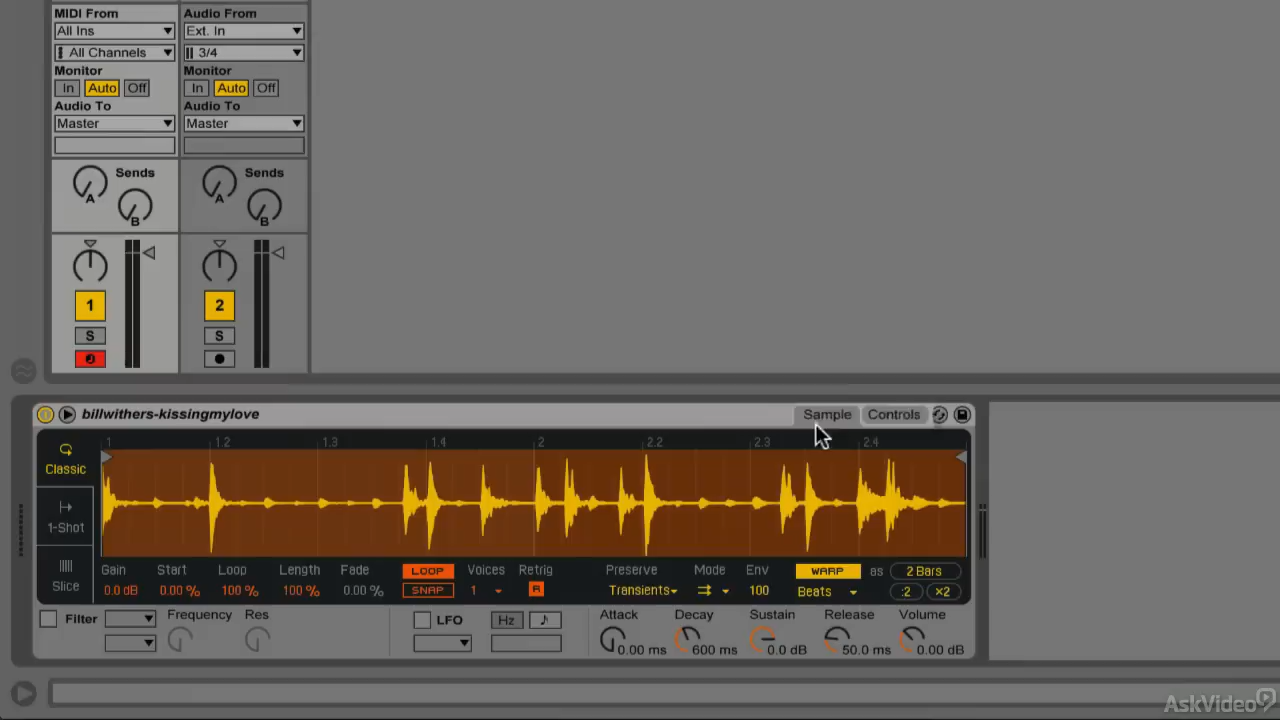 MIDI From Audio From
All Ins Ext. In
All Channels 3/4
Monitor Monitor
In Auto Off In Auto Off
Audio To Audio To
Master Master
Sends Sends
A A
B B
1 2
S S
billwithers-kissingmylove Sample Controls
1 1.2 1.3 1.4 2 2.2 2.3 2.4
Classic
1-Shot
Slice
Gain Start Loop Length Fade LOOP Voices Retrig Preserve Mode Env WARP as 2 Bars
0.0 dB 0.00 % 100 % 100 % 0.00 % SNAP 1 R Transients 100 Beats :2 ×2
Filter Frequency Res LFO Hz Attack Decay Sustain Release Volume
0.00 ms 600 ms 0.0 dB 50.0 ms 0.00 dB
AskVideo